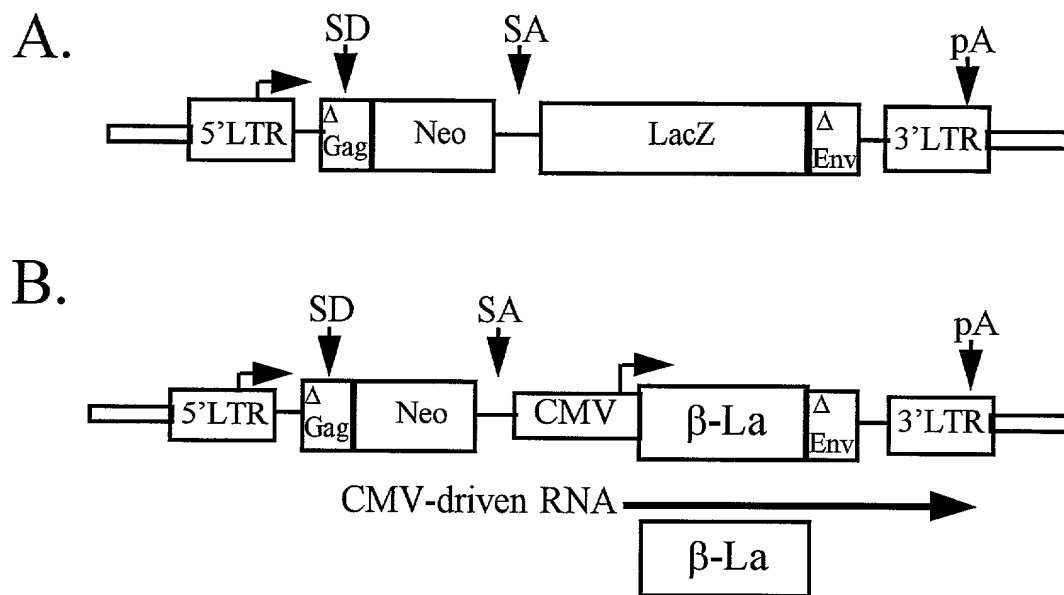 A.
SD
SA
pA
5'LTR
Δ
Gag
Neo
LacZ
Δ
Env
3'LTR
B.
SD
SA
pA
5'LTR
Δ
Gag
Neo
CMV
β-La
Δ
Env
3'LTR
CMV-driven RNA
β-La